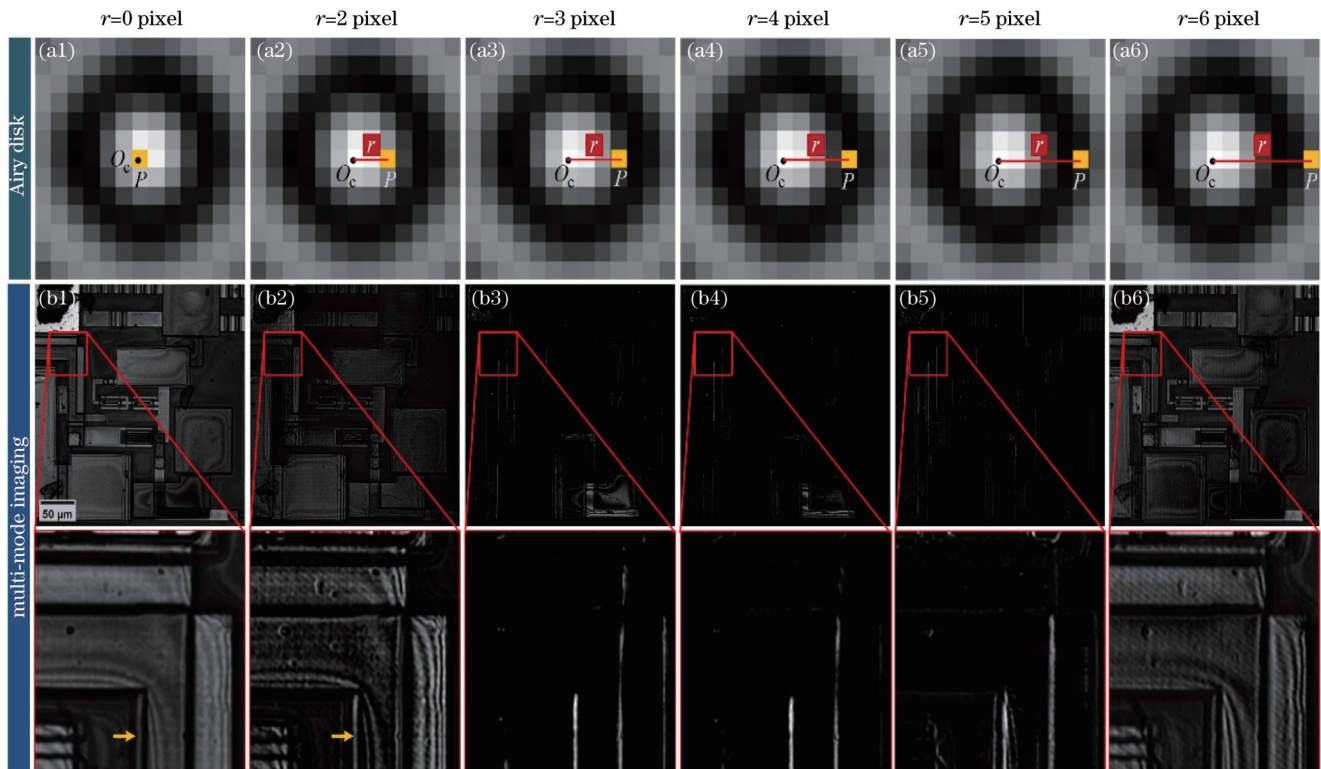 r=0 pixel r=2 pixel r=3 pixel r=4 pixel r=5 pixel r=6 pixel
Airy disk
(a1) (a2) (a3) (a4) (a5) (a6)
r r r r r
Oc Oc Oc Oc Oc Oc
P P P P P P
multi-mode imaging
(b1) (b2) (b3) (b4) (b5) (b6)
50 μm